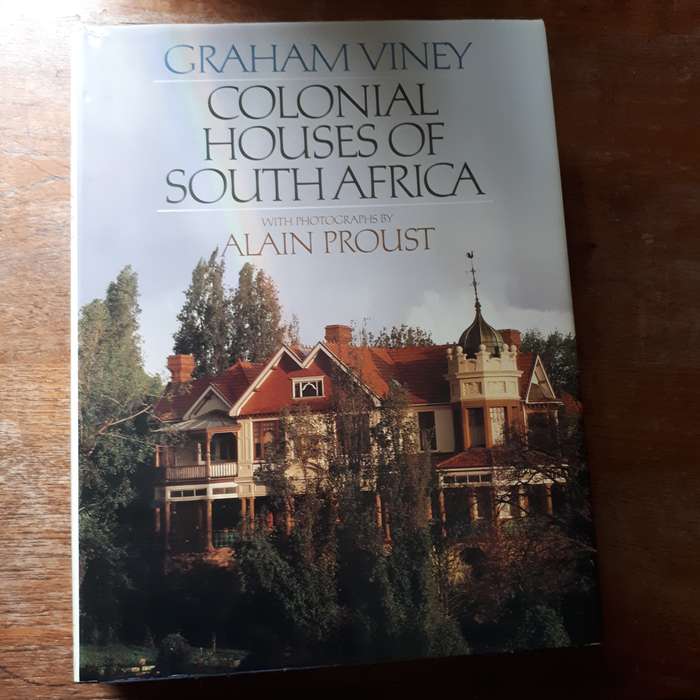 GRAHAM VINEY
COLONIAL
HOUSES OF
SOUTH AFRICA
WITH PHOTOGRAPHS BY
ALAIN PROUST